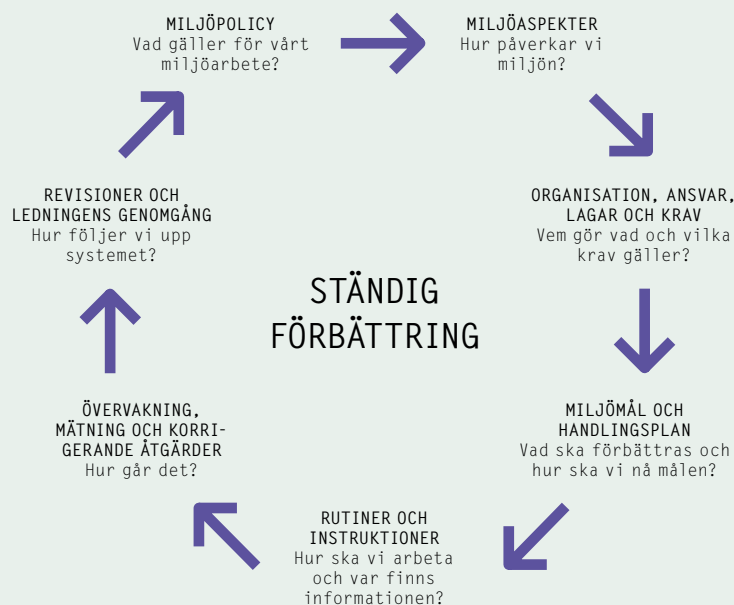 MILJÖPOLICY
Vad gäller för vårt
miljöarbete?
MILJÖASPEKTER
Hur påverkar vi
miljön?
ORGANISATION, ANSVAR,
LAGAR OCH KRAV
Vem gör vad och vilka
krav gäller?
MILJÖMÅL OCH
HANDLINGSPLAN
Vad ska förbättras och
hur ska vi nå målen?
RUTINER OCH
INSTRUKTIONER
Hur ska vi arbeta
och var finns
informationen?
ÖVERVAKNING,
MÄTNING OCH KORRI-
GERANDE ÅTGÄRDER
Hur går det?
REVISIONER OCH
LEDNINGENS GENOMGÅNG
Hur följer vi upp
systemet?
STÄNDIG
FÖRBÄTTRING